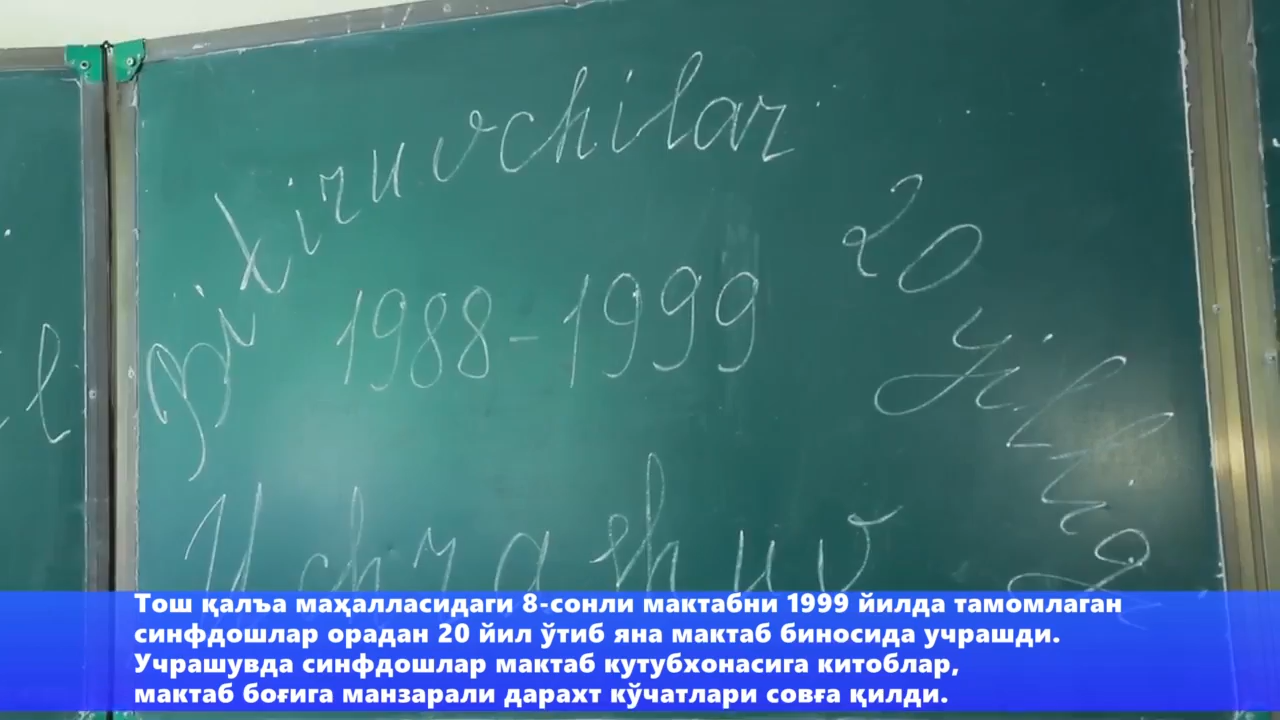 Bitiruvchilar
1988-1999
20
yillik
Uchrashuv
Тош қалъа маҳалласидаги 8-сонли мактабни 1999 йилда тамомлаган
синфдошлар орадан 20 йил ўтиб яна мактаб биносида учрашди.
Учрашувда синфдошлар мактаб кутубхонасига китоблар,
мактаб боғига манзарали дарахт кўчатлари совға қилди.